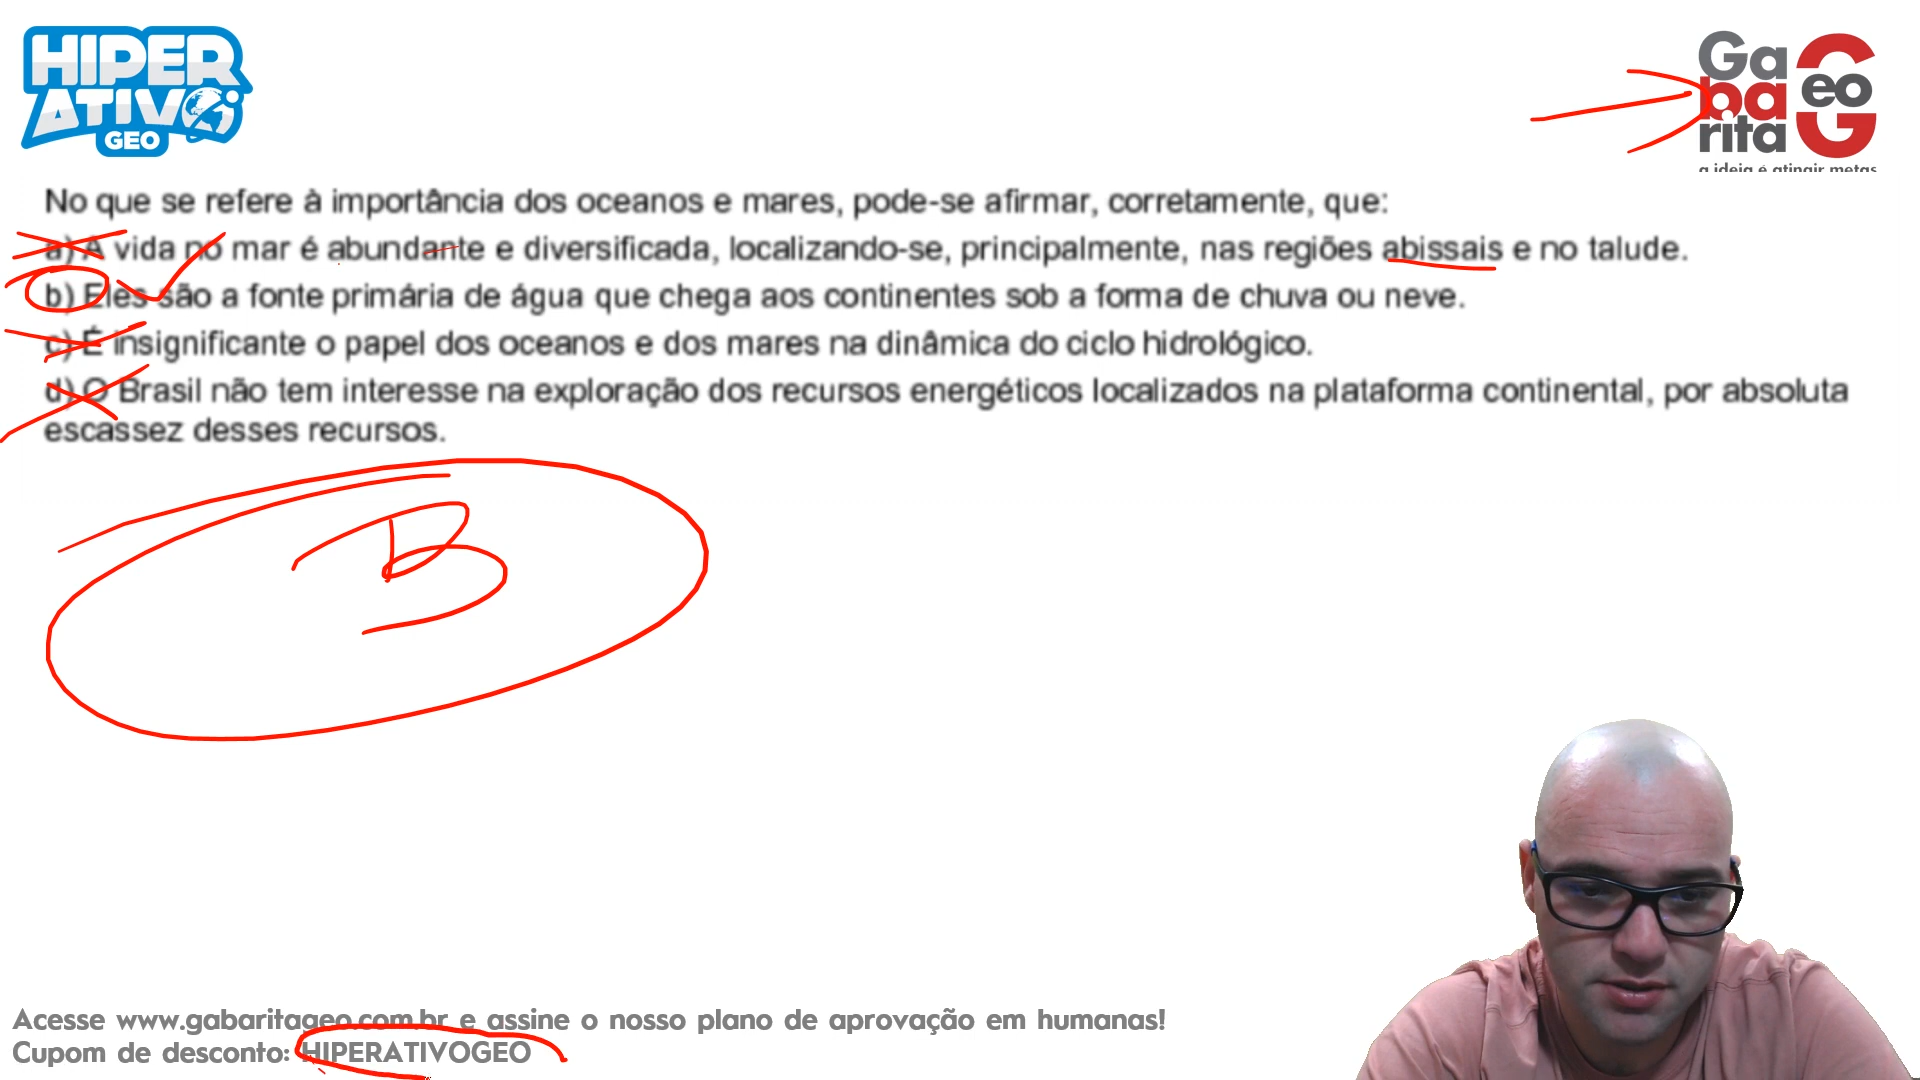 HIPER
ATIVO
GEO
Ga
ba
rita
eo
a ideia é atingir metas
No que se refere à importância dos oceanos e mares, pode-se afirmar, corretamente, que:
a) A vida no mar é abundante e diversificada, localizando-se, principalmente, nas regiões abissais e no talude.
b) Eles são a fonte primária de água que chega aos continentes sob a forma de chuva ou neve.
c) É insignificante o papel dos oceanos e dos mares na dinâmica do ciclo hidrológico.
d) O Brasil não tem interesse na exploração dos recursos energéticos localizados na plataforma continental, por absoluta
escassez desses recursos.
B
Acesse www.gabaritageo.com.br e assine o nosso plano de aprovação em humanas!
Cupom de desconto: HIPERATIVOGEO